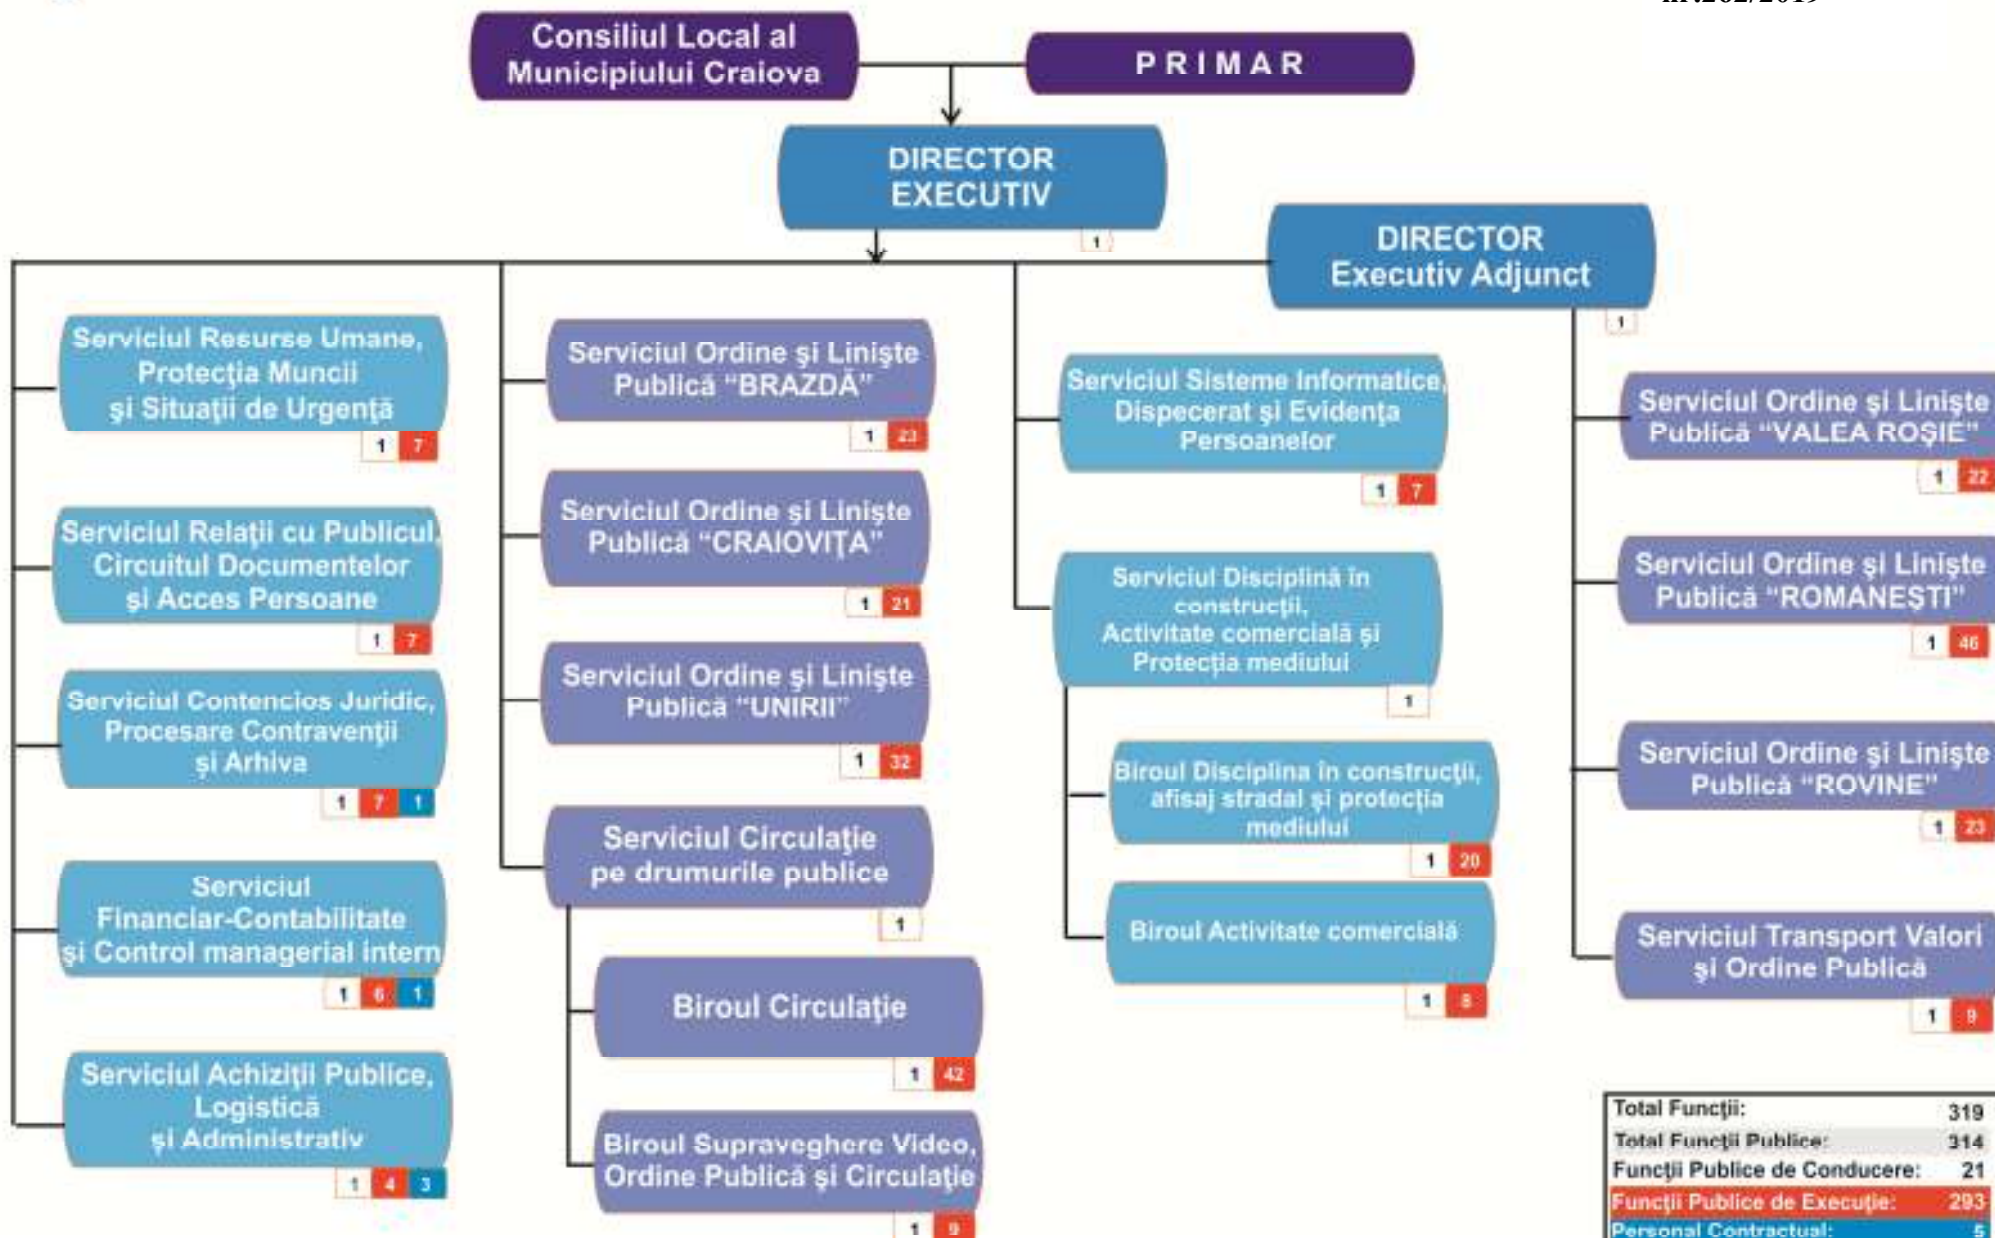 Consiliul Local al
Municipiului Craiova
PRIMAR
DIRECTOR
EXECUTIV
1
DIRECTOR
Executiv Adjunct
1
Serviciul Resurse Umane,
Protecţia Muncii
şi Situaţii de Urgenţă
1 7
Serviciul Relaţii cu Publicul,
Circuitul Documentelor
şi Acces Persoane
1 7
Serviciul Contencios Juridic,
Procesare Contravenţii
şi Arhiva
1 7 1
Serviciul
Financiar-Contabilitate
şi Control managerial intern
1 6 1
Serviciul Achiziţii Publice,
Logistică
şi Administrativ
1 4 3
Serviciul Ordine şi Linişte
Publică “BRAZDĂ”
1 23
Serviciul Ordine şi Linişte
Publică “CRAIOVIŢA”
1 21
Serviciul Ordine şi Linişte
Publică “UNIRII”
1 32
Serviciul Circulaţie
pe drumurile publice
1
Biroul Circulaţie
1 42
Biroul Supraveghere Video,
Ordine Publică şi Circulaţie
1 9
Serviciul Sisteme Informatice,
Dispecerat şi Evidenţa
Persoanelor
1 7
Serviciul Disciplină în
construcţii,
Activitate comercială şi
Protecţia mediului
1
Biroul Disciplina în construcţii,
afisaj stradal şi protecţia
mediului
1 20
Biroul Activitate comercială
1 8
Serviciul Ordine şi Linişte
Publică “VALEA ROŞIE”
1 22
Serviciul Ordine şi Linişte
Publică “ROMANEŞTI”
1 46
Serviciul Ordine şi Linişte
Publică “ROVINE”
1 23
Serviciul Transport Valori
şi Ordine Publică
1 9
Total Funcţii: 319
Total Funcţii Publice: 314
Funcţii Publice de Conducere: 21
Funcţii Publice de Execuţie: 293
Personal Contractual: 5